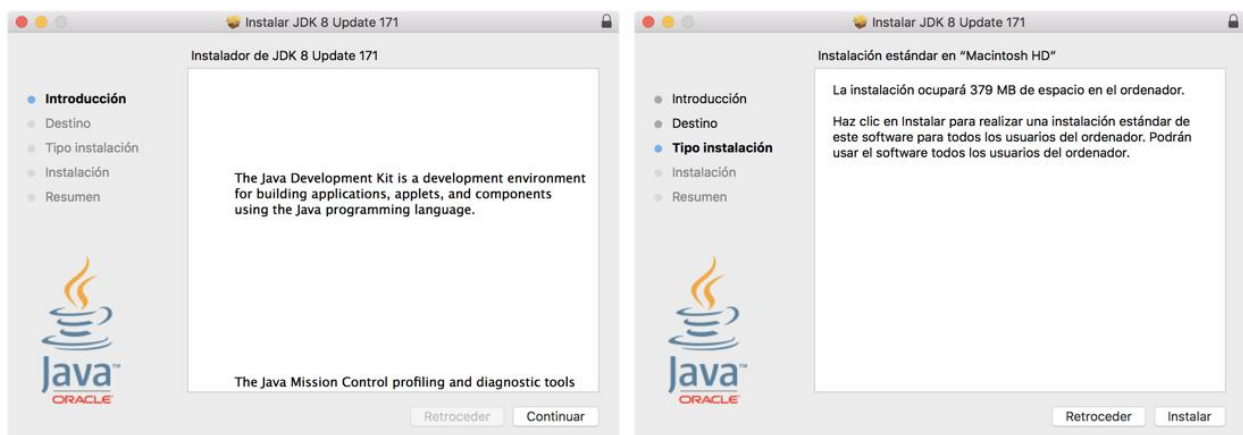 Instalar JDK 8 Update 171
Instalador de JDK 8 Update 171
Introducción
Destino
Tipo instalación
Instalación
Resumen
The Java Development Kit is a development environment
for building applications, applets, and components
using the Java programming language.
The Java Mission Control profiling and diagnostic tools
Java™
ORACLE
Retroceder
Continuar
Instalar JDK 8 Update 171
Instalación estándar en “Macintosh HD”
Introducción
Destino
Tipo instalación
Instalación
Resumen
La instalación ocupará 379 MB de espacio en el ordenador.
Haz clic en Instalar para realizar una instalación estándar de
este software para todos los usuarios del ordenador. Podrán
usar el software todos los usuarios del ordenador.
Java™
ORACLE
Retroceder
Instalar